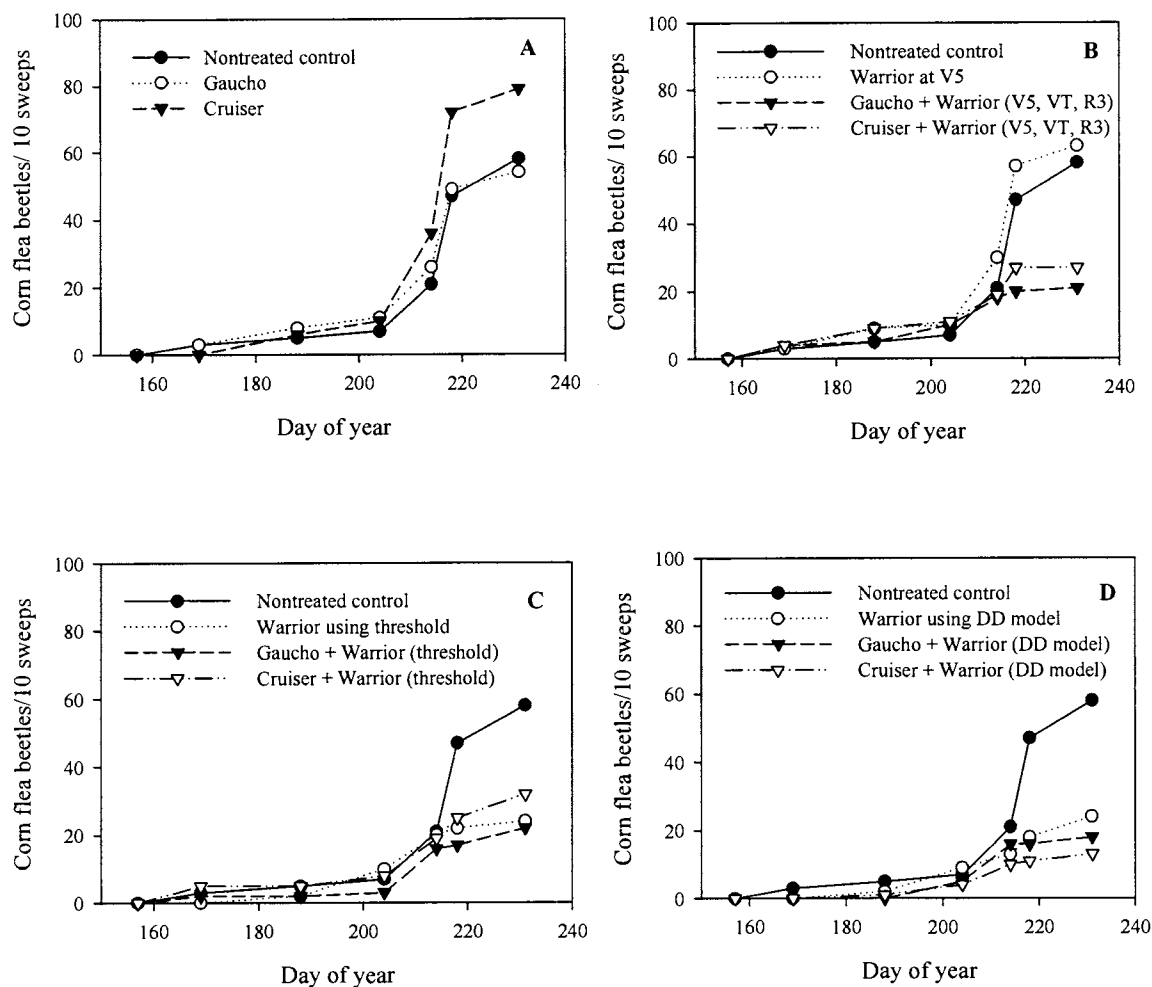 A
Nontreated control
Gaucho
Cruiser
Corn flea beetles/ 10 sweeps
100
80
60
40
20
0
160 180 200 220 240
Day of year
B
Nontreated control
Warrior at V5
Gaucho + Warrior (V5, VT, R3)
Cruiser + Warrior (V5, VT, R3)
Corn flea beetles/ 10 sweeps
100
80
60
40
20
0
160 180 200 220 240
Day of year
C
Nontreated control
Warrior using threshold
Gaucho + Warrior (threshold)
Cruiser + Warrior (threshold)
Corn flea beetles/10 sweeps
100
80
60
40
20
0
160 180 200 220 240
Day of year
D
Nontreated control
Warrior using DD model
Gaucho + Warrior (DD model)
Cruiser + Warrior (DD model)
Corn flea beetles/10 sweeps
100
80
60
40
20
0
160 180 200 220 240
Day of year